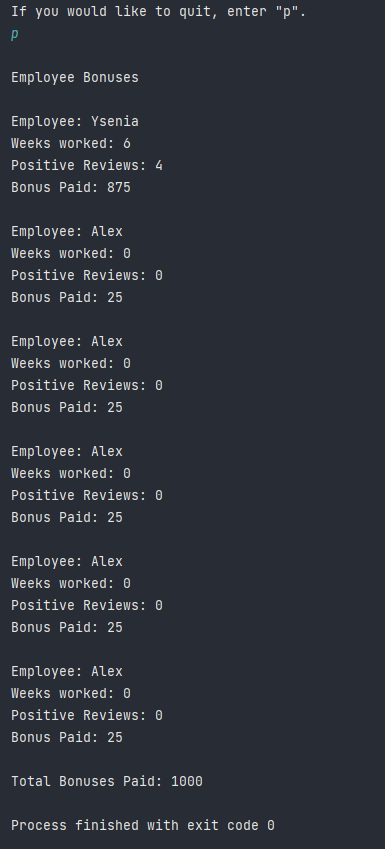 If you would like to quit, enter "p".
p
Employee Bonuses
Employee: Ysenia
Weeks worked: 6
Positive Reviews: 4
Bonus Paid: 875
Employee: Alex
Weeks worked: 0
Positive Reviews: 0
Bonus Paid: 25
Employee: Alex
Weeks worked: 0
Positive Reviews: 0
Bonus Paid: 25
Employee: Alex
Weeks worked: 0
Positive Reviews: 0
Bonus Paid: 25
Employee: Alex
Weeks worked: 0
Positive Reviews: 0
Bonus Paid: 25
Employee: Alex
Weeks worked: 0
Positive Reviews: 0
Bonus Paid: 25
Total Bonuses Paid: 1000
Process finished with exit code 0